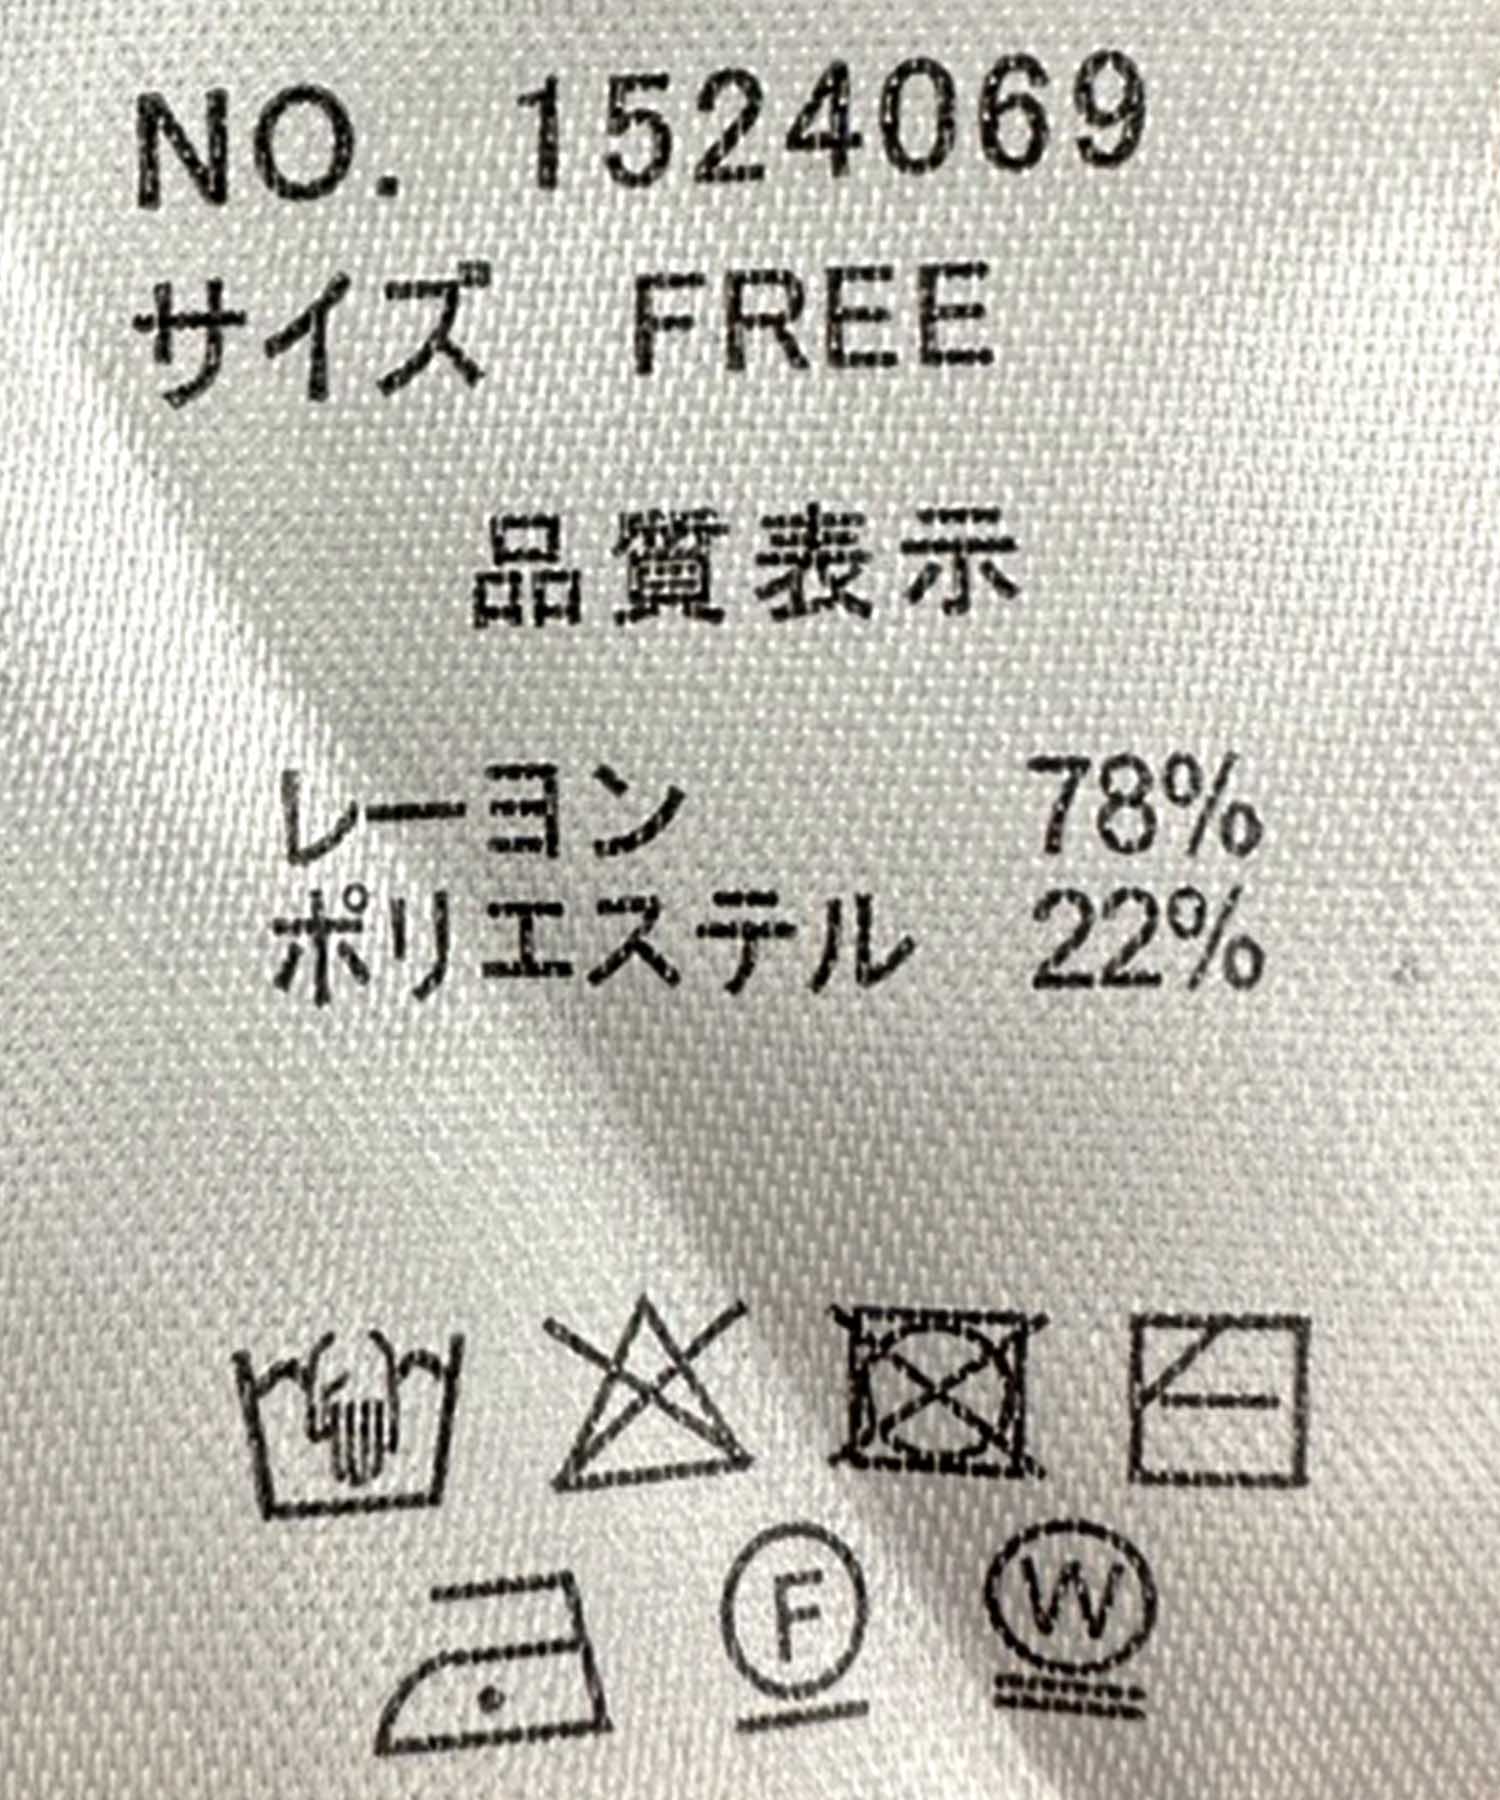 NO. 1524069
サイズ FREE
品質表示
レーヨン 78%
ポリエステル 22%
F W